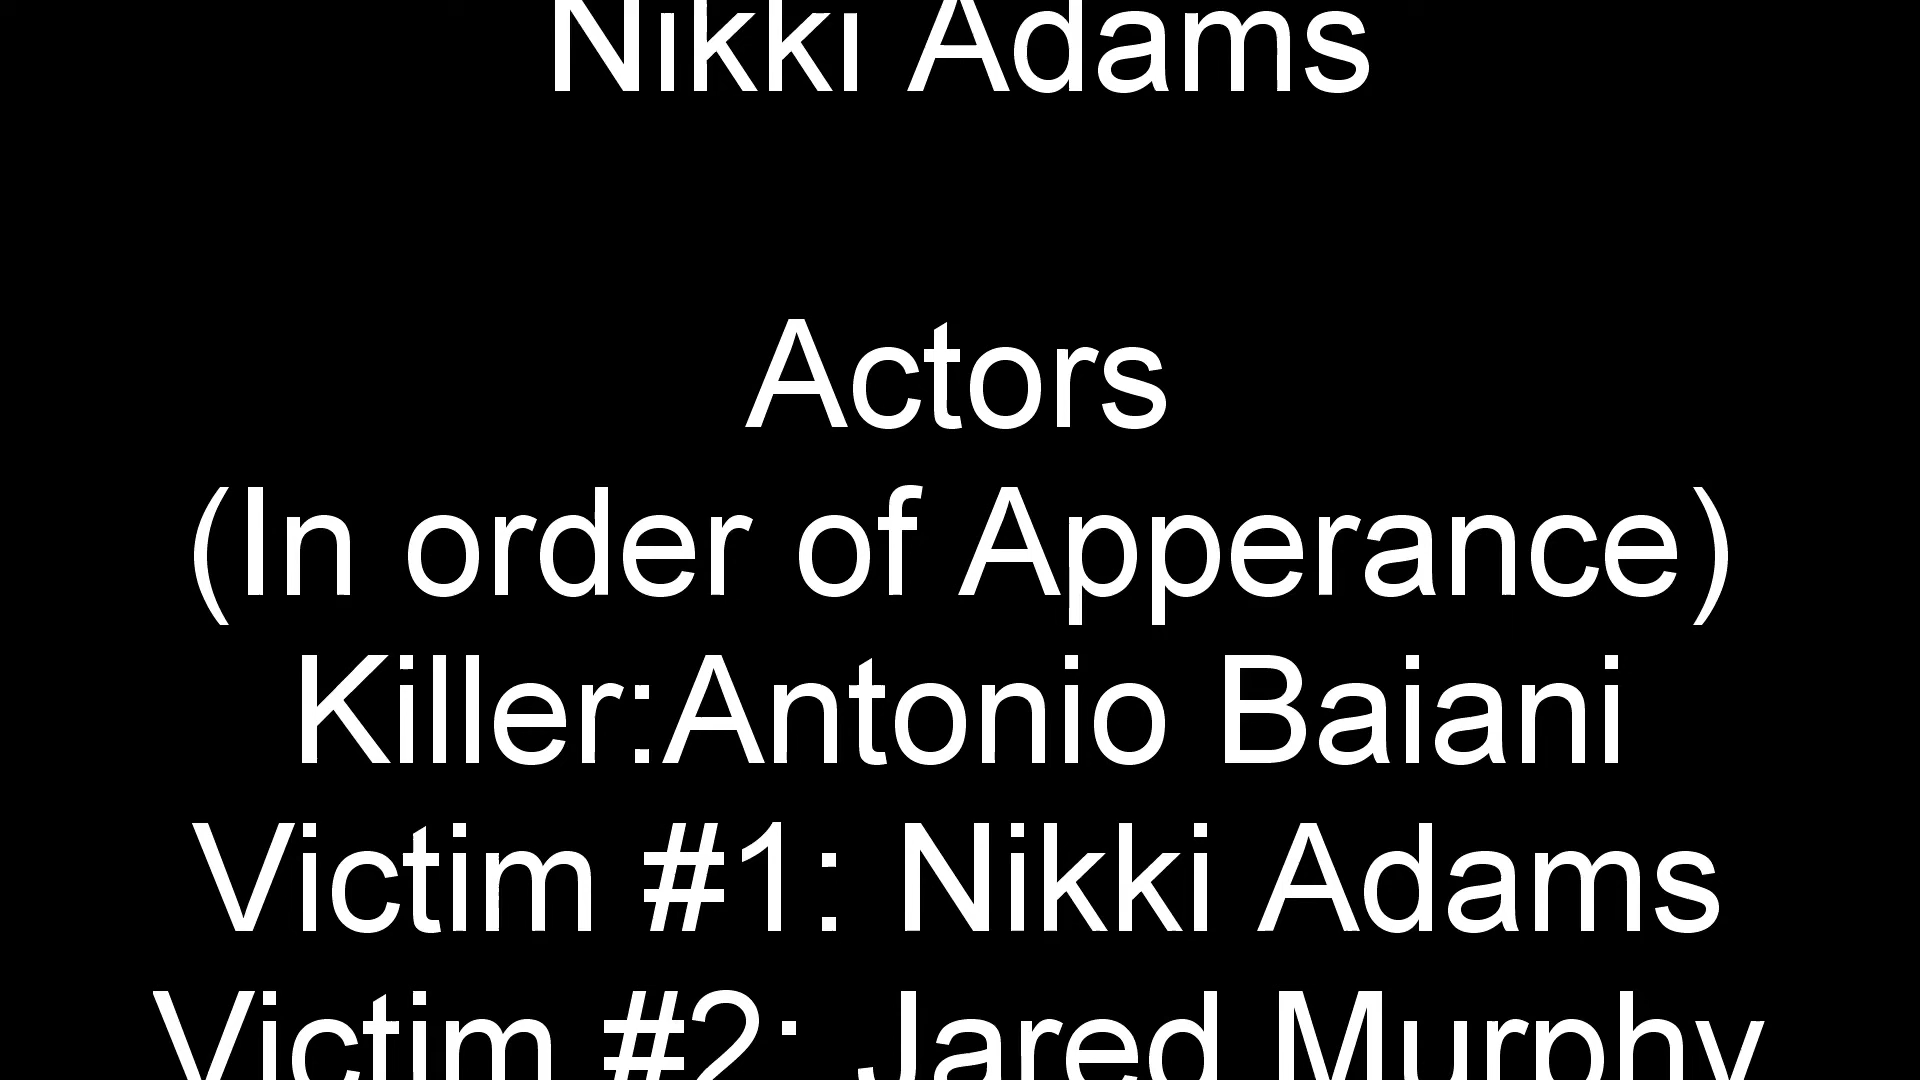 Nikki Adams
Actors
(In order of Apperance)
Killer:Antonio Baiani
Victim #1: Nikki Adams
Victim #2: Jared Murphy